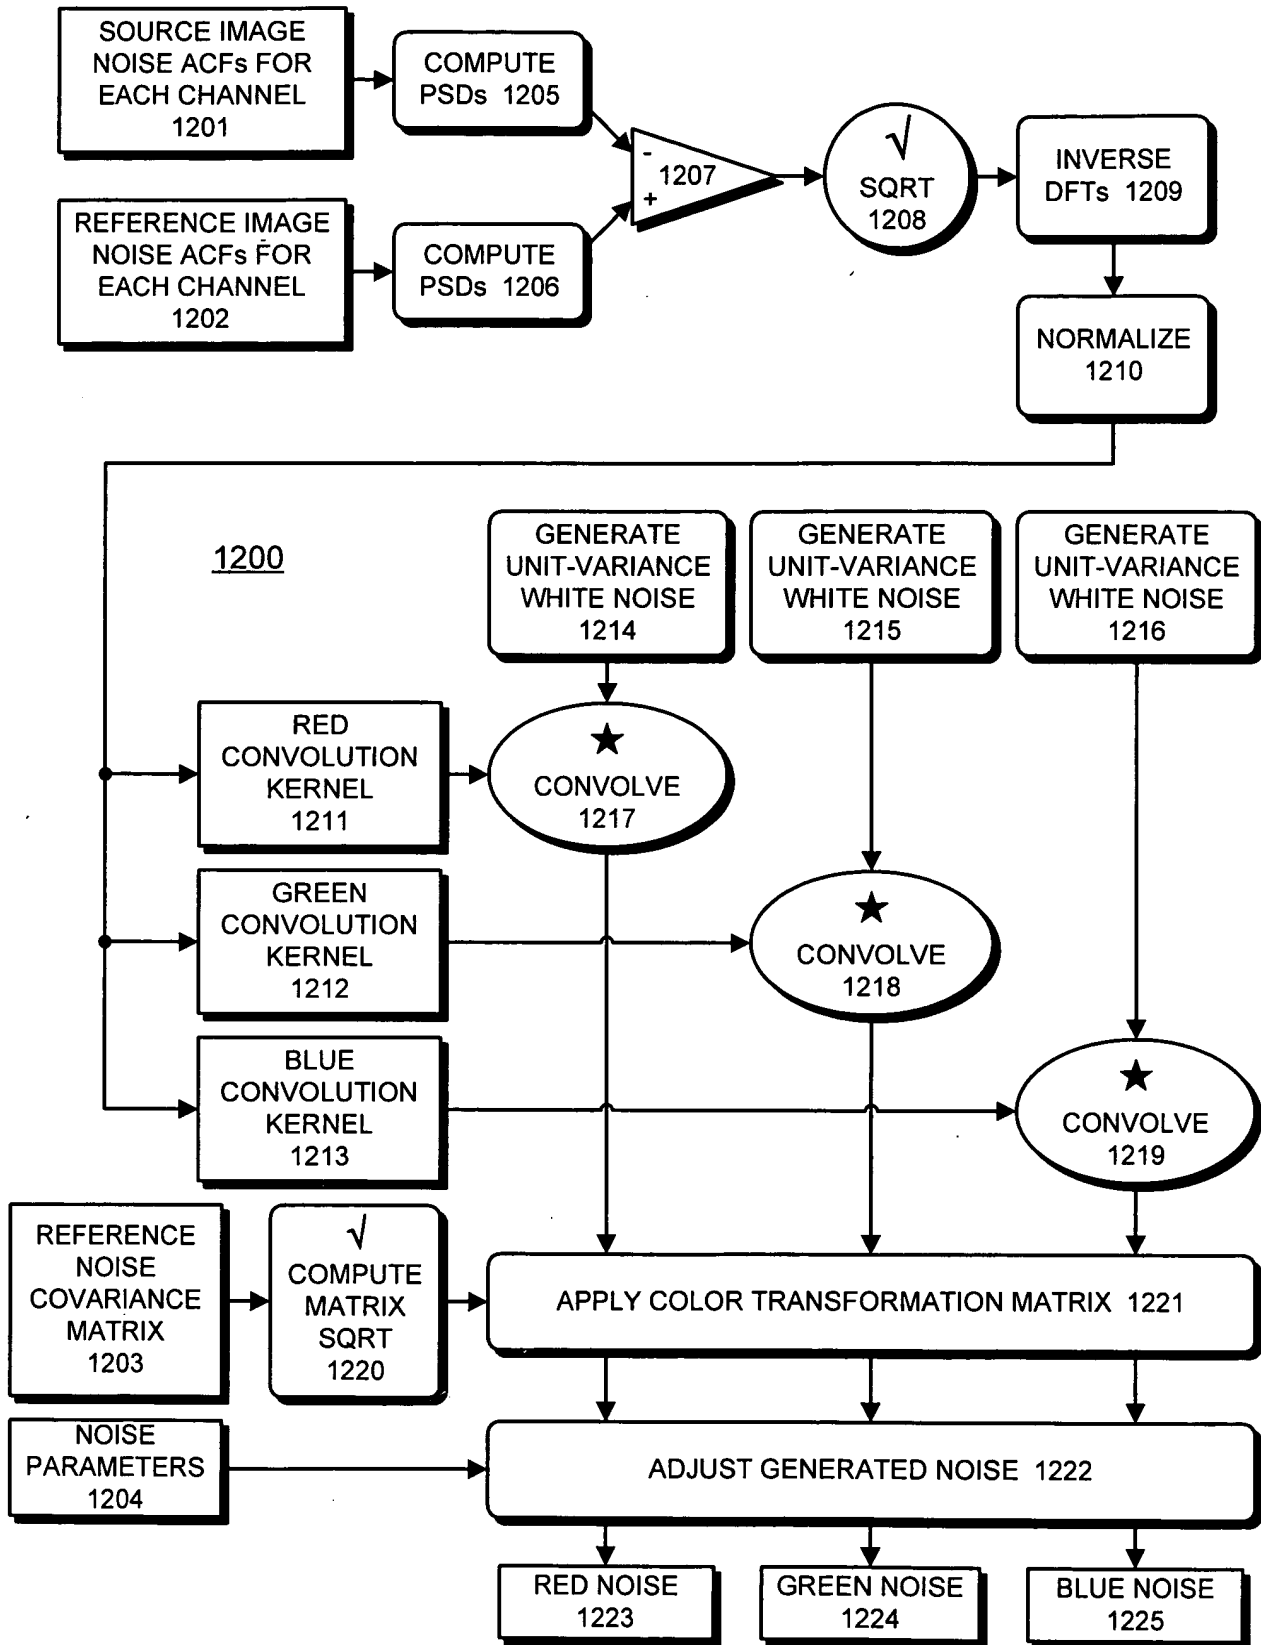 SOURCE IMAGE
NOISE ACFs FOR
EACH CHANNEL
1201
COMPUTE
PSDs 1205
REFERENCE IMAGE
NOISE ACFs FOR
EACH CHANNEL
1202
COMPUTE
PSDs 1206
-
1207
+
√
SQRT
1208
INVERSE
DFTs 1209
NORMALIZE
1210
1200
GENERATE
UNIT-VARIANCE
WHITE NOISE
1214
GENERATE
UNIT-VARIANCE
WHITE NOISE
1215
GENERATE
UNIT-VARIANCE
WHITE NOISE
1216
RED
CONVOLUTION
KERNEL
1211
★
CONVOLVE
1217
GREEN
CONVOLUTION
KERNEL
1212
★
CONVOLVE
1218
BLUE
CONVOLUTION
KERNEL
1213
★
CONVOLVE
1219
REFERENCE
NOISE
COVARIANCE
MATRIX
1203
√
COMPUTE
MATRIX
SQRT
1220
APPLY COLOR TRANSFORMATION MATRIX 1221
NOISE
PARAMETERS
1204
ADJUST GENERATED NOISE 1222
RED NOISE
1223
GREEN NOISE
1224
BLUE NOISE
1225